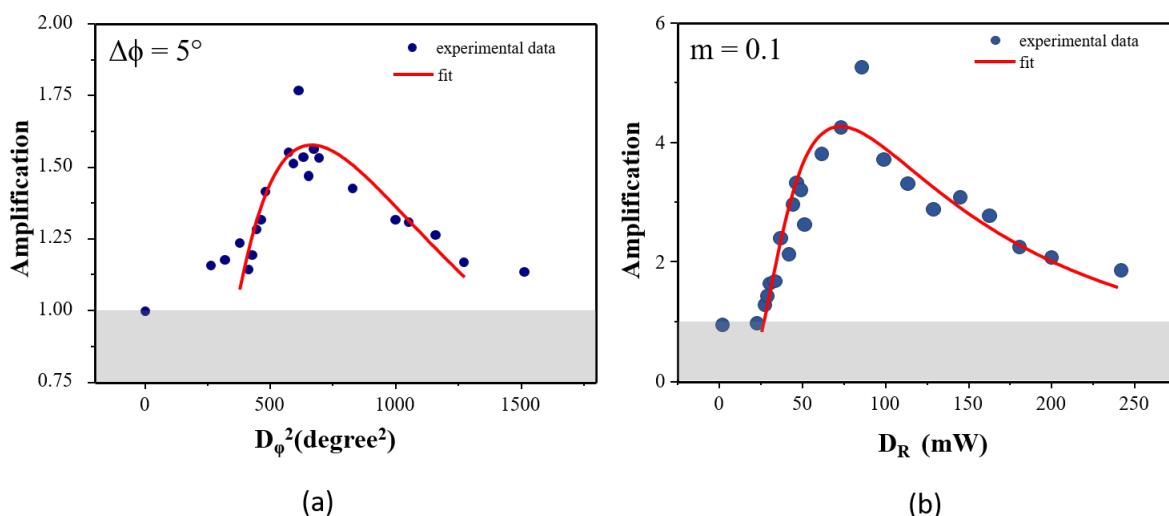 Δϕ = 5°
experimental data
fit
Amplification
2.00
1.75
1.50
1.25
1.00
0.75
0 500 1000 1500
D_φ²(degree²)
(a)
m = 0.1
experimental data
fit
Amplification
6
4
2
0
0 50 100 150 200 250
D_R (mW)
(b)